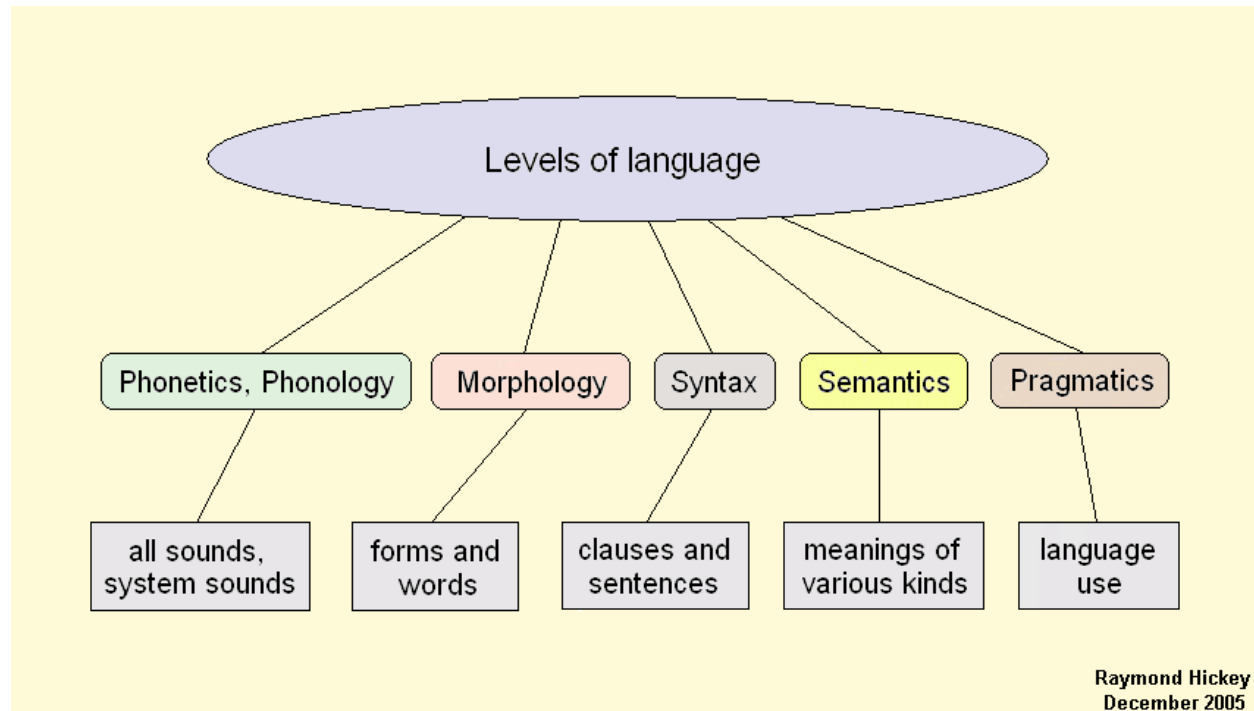 Levels of language
Phonetics, Phonology
Morphology
Syntax
Semantics
Pragmatics
all sounds,
system sounds
forms and
words
clauses and
sentences
meanings of
various kinds
language
use
Raymond Hickey
December 2005